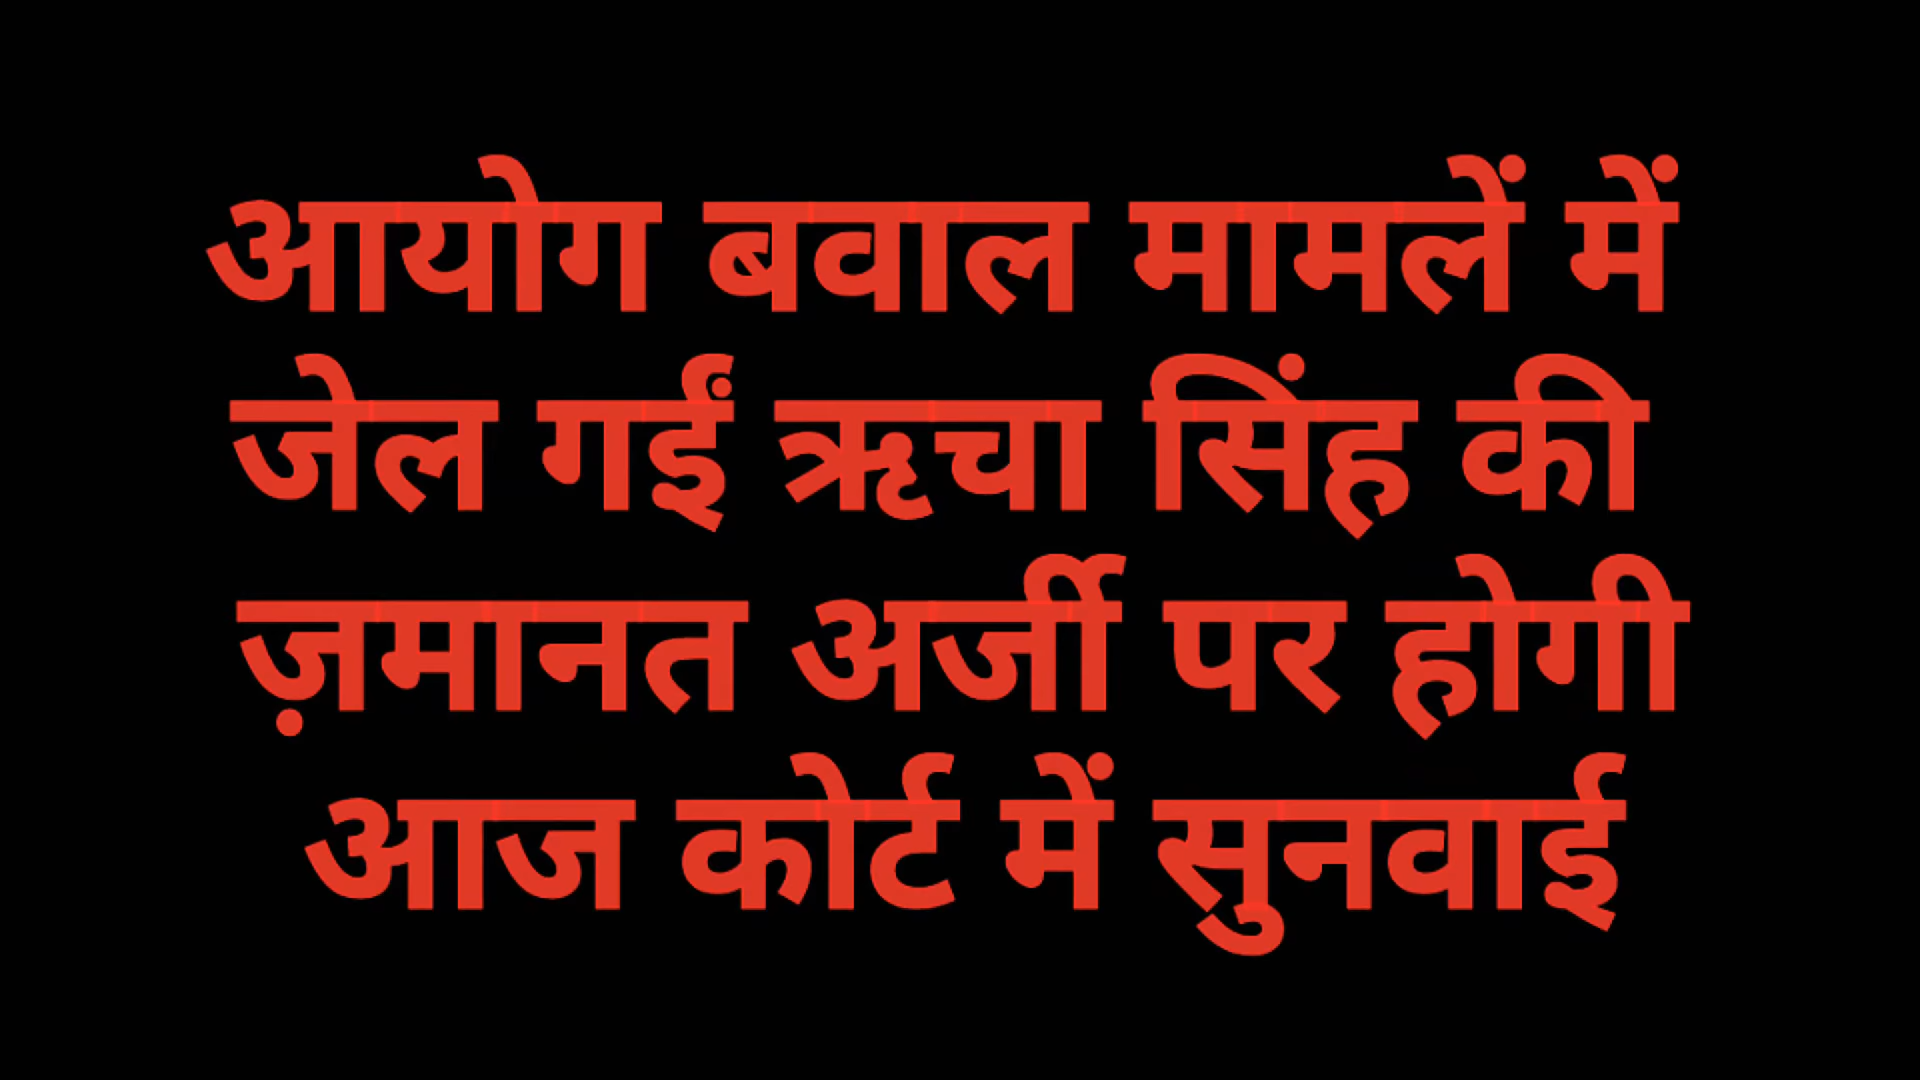 आयोग बवाल मामलें में
जेल गईं ऋचा सिंह की
ज़मानत अर्जी पर होगी
आज कोर्ट में सुनवाई